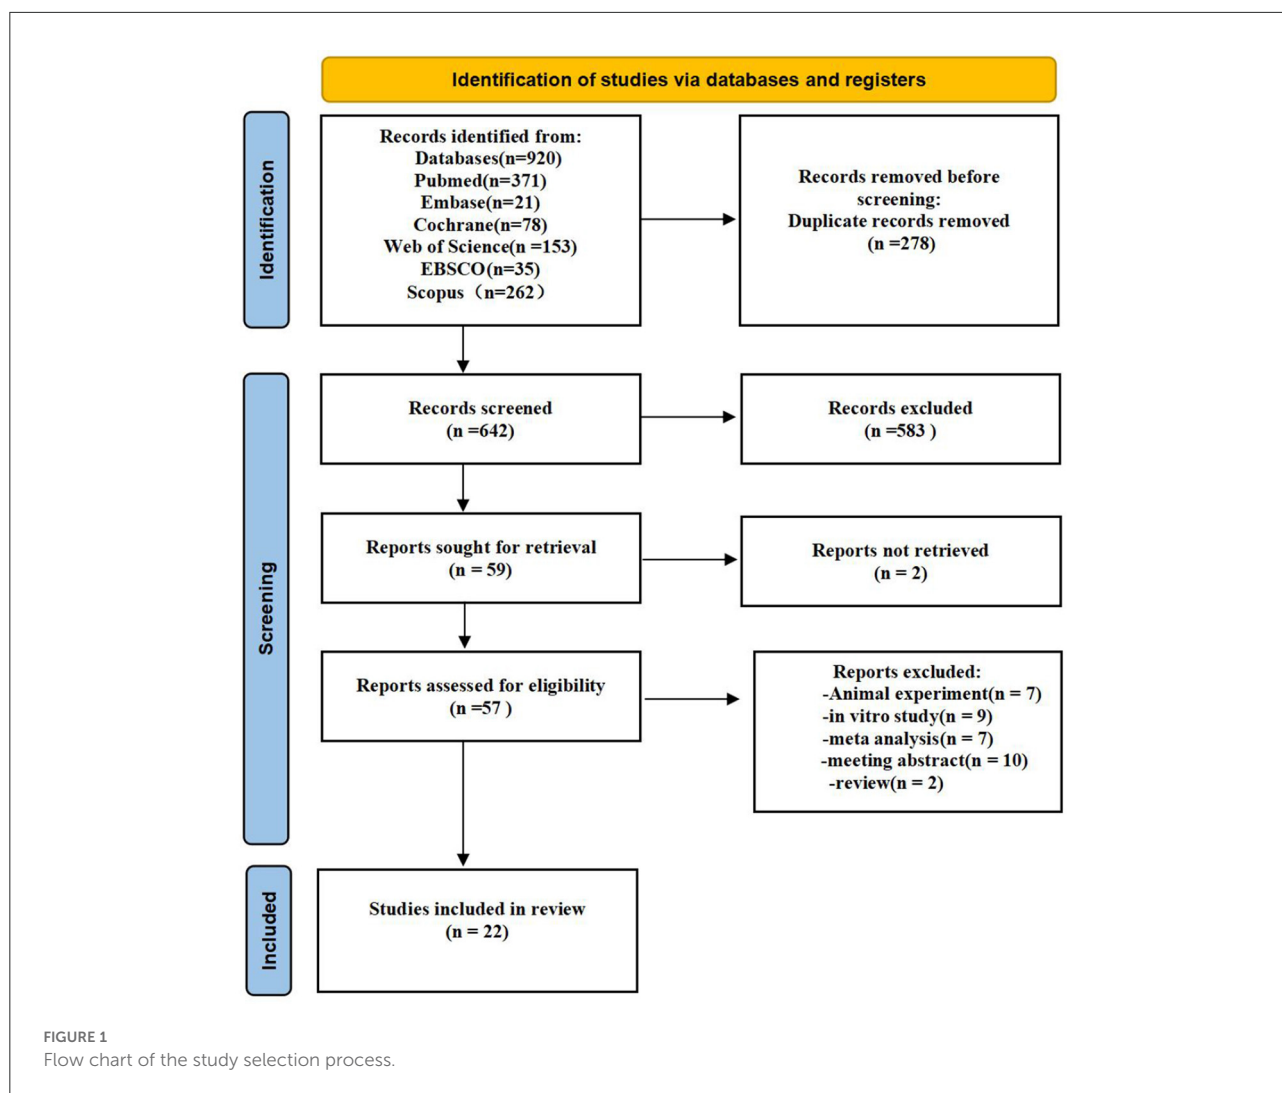 Identification of studies via databases and registers
Identification
Records identified from:
Databases(n=920)
Pubmed(n=371)
Embase(n=21)
Cochrane(n=78)
Web of Science(n =153)
EBSCO(n=35)
Scopus（n=262）
Records removed before
screening:
Duplicate records removed
(n =278)
Screening
Records screened
(n =642)
Records excluded
(n =583 )
Reports sought for retrieval
(n = 59)
Reports not retrieved
(n = 2)
Reports assessed for eligibility
(n =57 )
Reports excluded:
-Animal experiment(n = 7)
-in vitro study(n = 9)
-meta analysis(n = 7)
-meeting abstract(n = 10)
-review(n = 2)
Included
Studies included in review
(n = 22)
FIGURE 1
Flow chart of the study selection process.